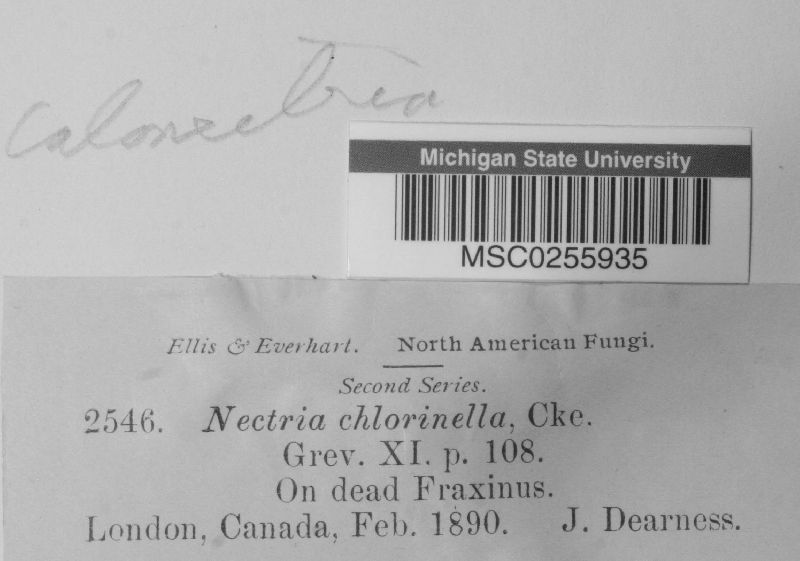 Calonectria
Michigan State University
MSC0255935
Ellis & Everhart. North American Fungi.
Second Series.
2546. Nectria chlorinella, Cke.
Grev. XI. p. 108.
On dead Fraxinus.
London, Canada, Feb. 1890. J. Dearness.